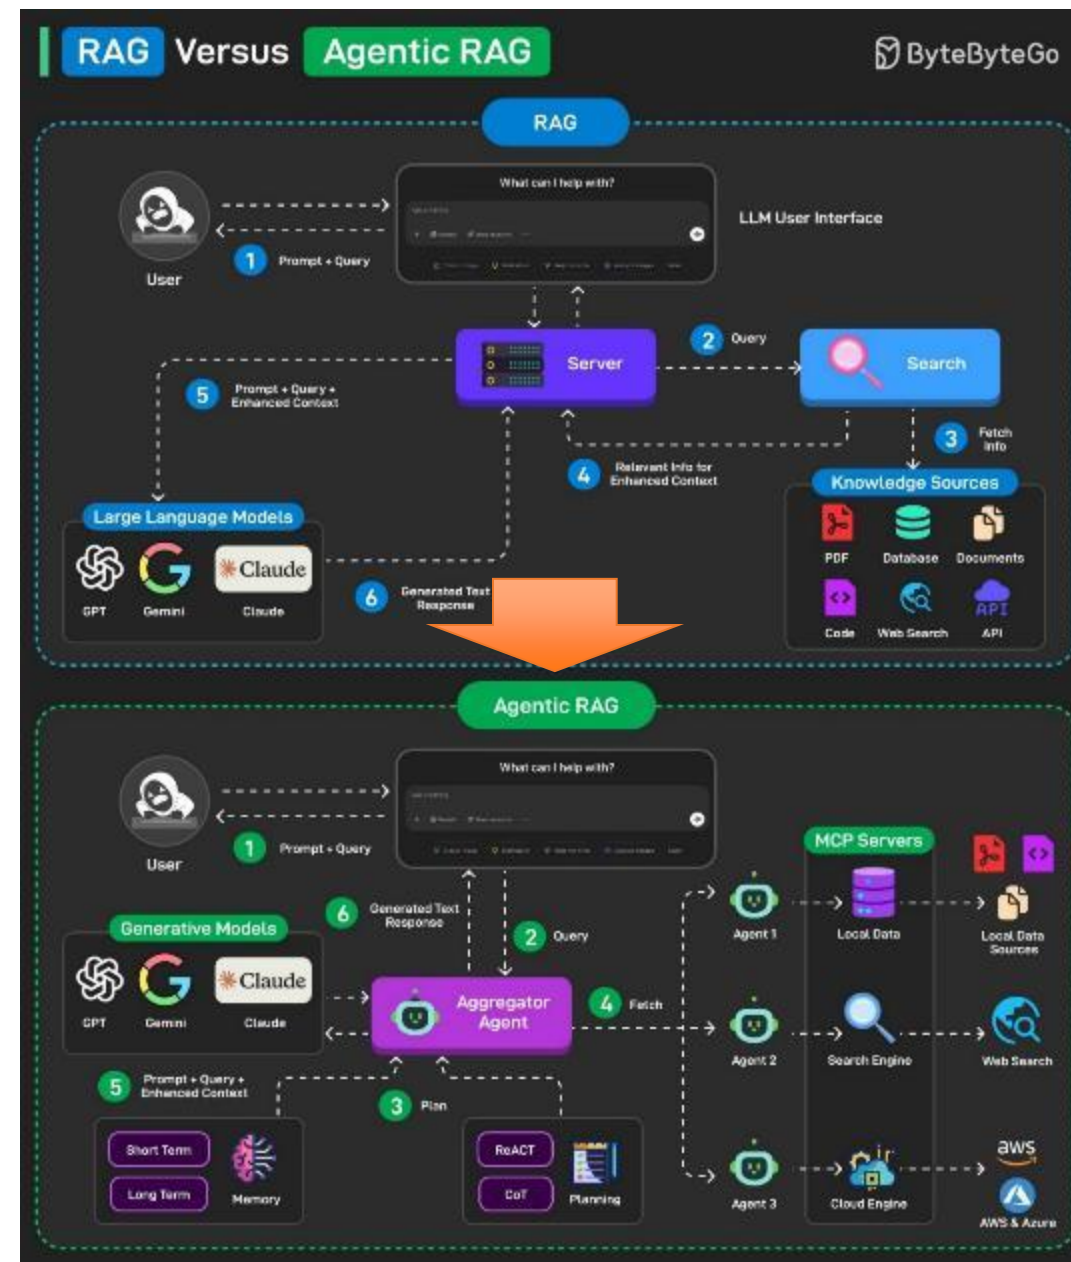 RAG Versus Agentic RAG
ByteByteGo
RAG
What can I help with?
LLM User Interface
User
1 Prompt + Query
Server
2 Query
Search
3 Fetch
Info
4 Relevant Info for
Enhanced Context
5 Prompt + Query +
Enhanced Context
Large Language Models
GPT
Gemini
Claude
Claude
6 Generated Text
Response
Knowledge Sources
PDF
Database
Documents
Code
Web Search
API
API
Agentic RAG
What can I help with?
User
1 Prompt + Query
6 Generated Text
Response
2 Query
Generative Models
GPT
Gemini
Claude
Claude
Aggregator
Agent
4 Fetch
5 Prompt + Query +
Enhanced Context
3 Plan
Short Term
Long Term
Memory
ReACT
CoT
Planning
Agent 1
Agent 2
Agent 3
MCP Servers
Local Data
Search Engine
Cloud Engine
Local Data
Sources
Web Search
aws
AWS & Azure